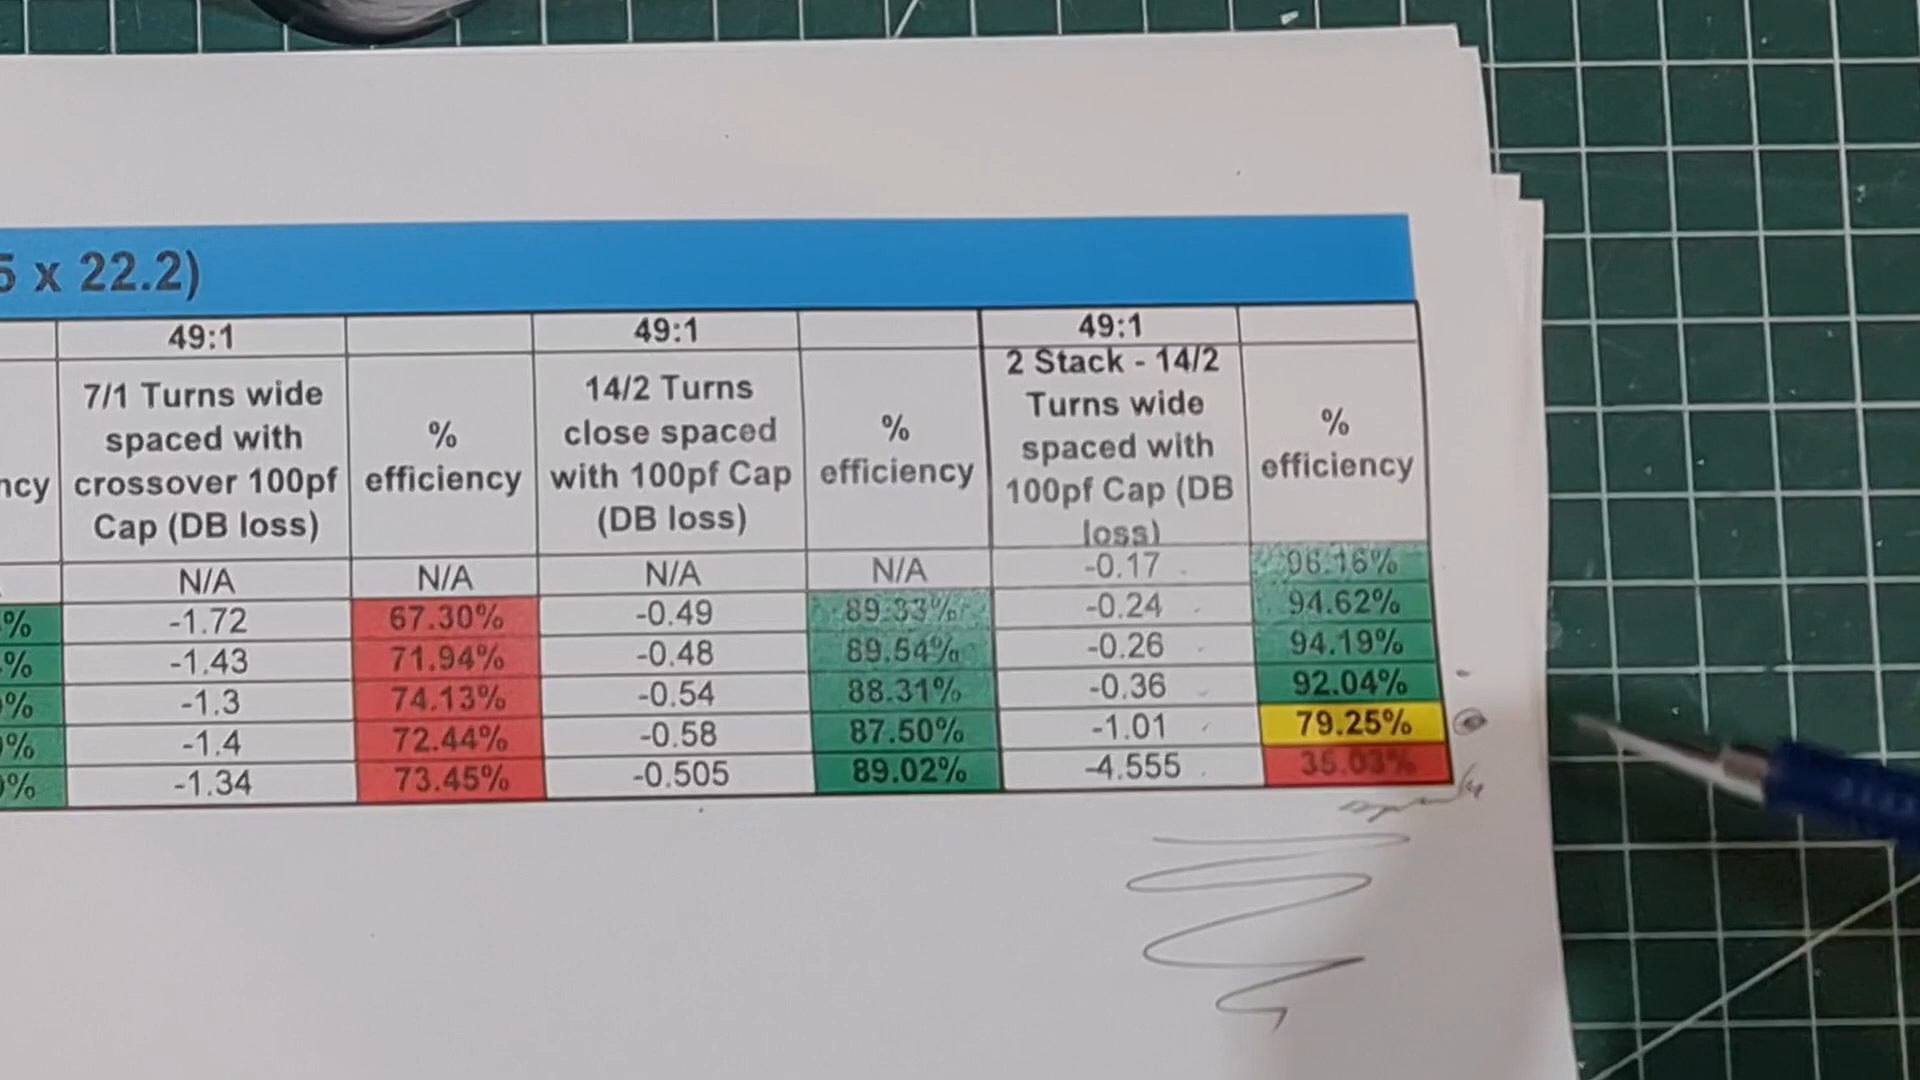 5 x 22.2)
49:1 49:1 49:1
ncy
7/1 Turns wide
spaced with
crossover 100pf
Cap (DB loss)
%
efficiency
14/2 Turns
close spaced
with 100pf Cap
(DB loss)
%
efficiency
2 Stack - 14/2
Turns wide
spaced with
100pf Cap (DB
loss)
%
efficiency
N/A N/A N/A N/A -0.17 96.16%
% -1.72 67.30% -0.49 89.33% -0.24 94.62%
% -1.43 71.94% -0.48 89.54% -0.26 94.19%
% -1.3 74.13% -0.54 88.31% -0.36 92.04%
% -1.4 72.44% -0.58 87.50% -1.01 79.25%
% -1.34 73.45% -0.505 89.02% -4.555 35.03%